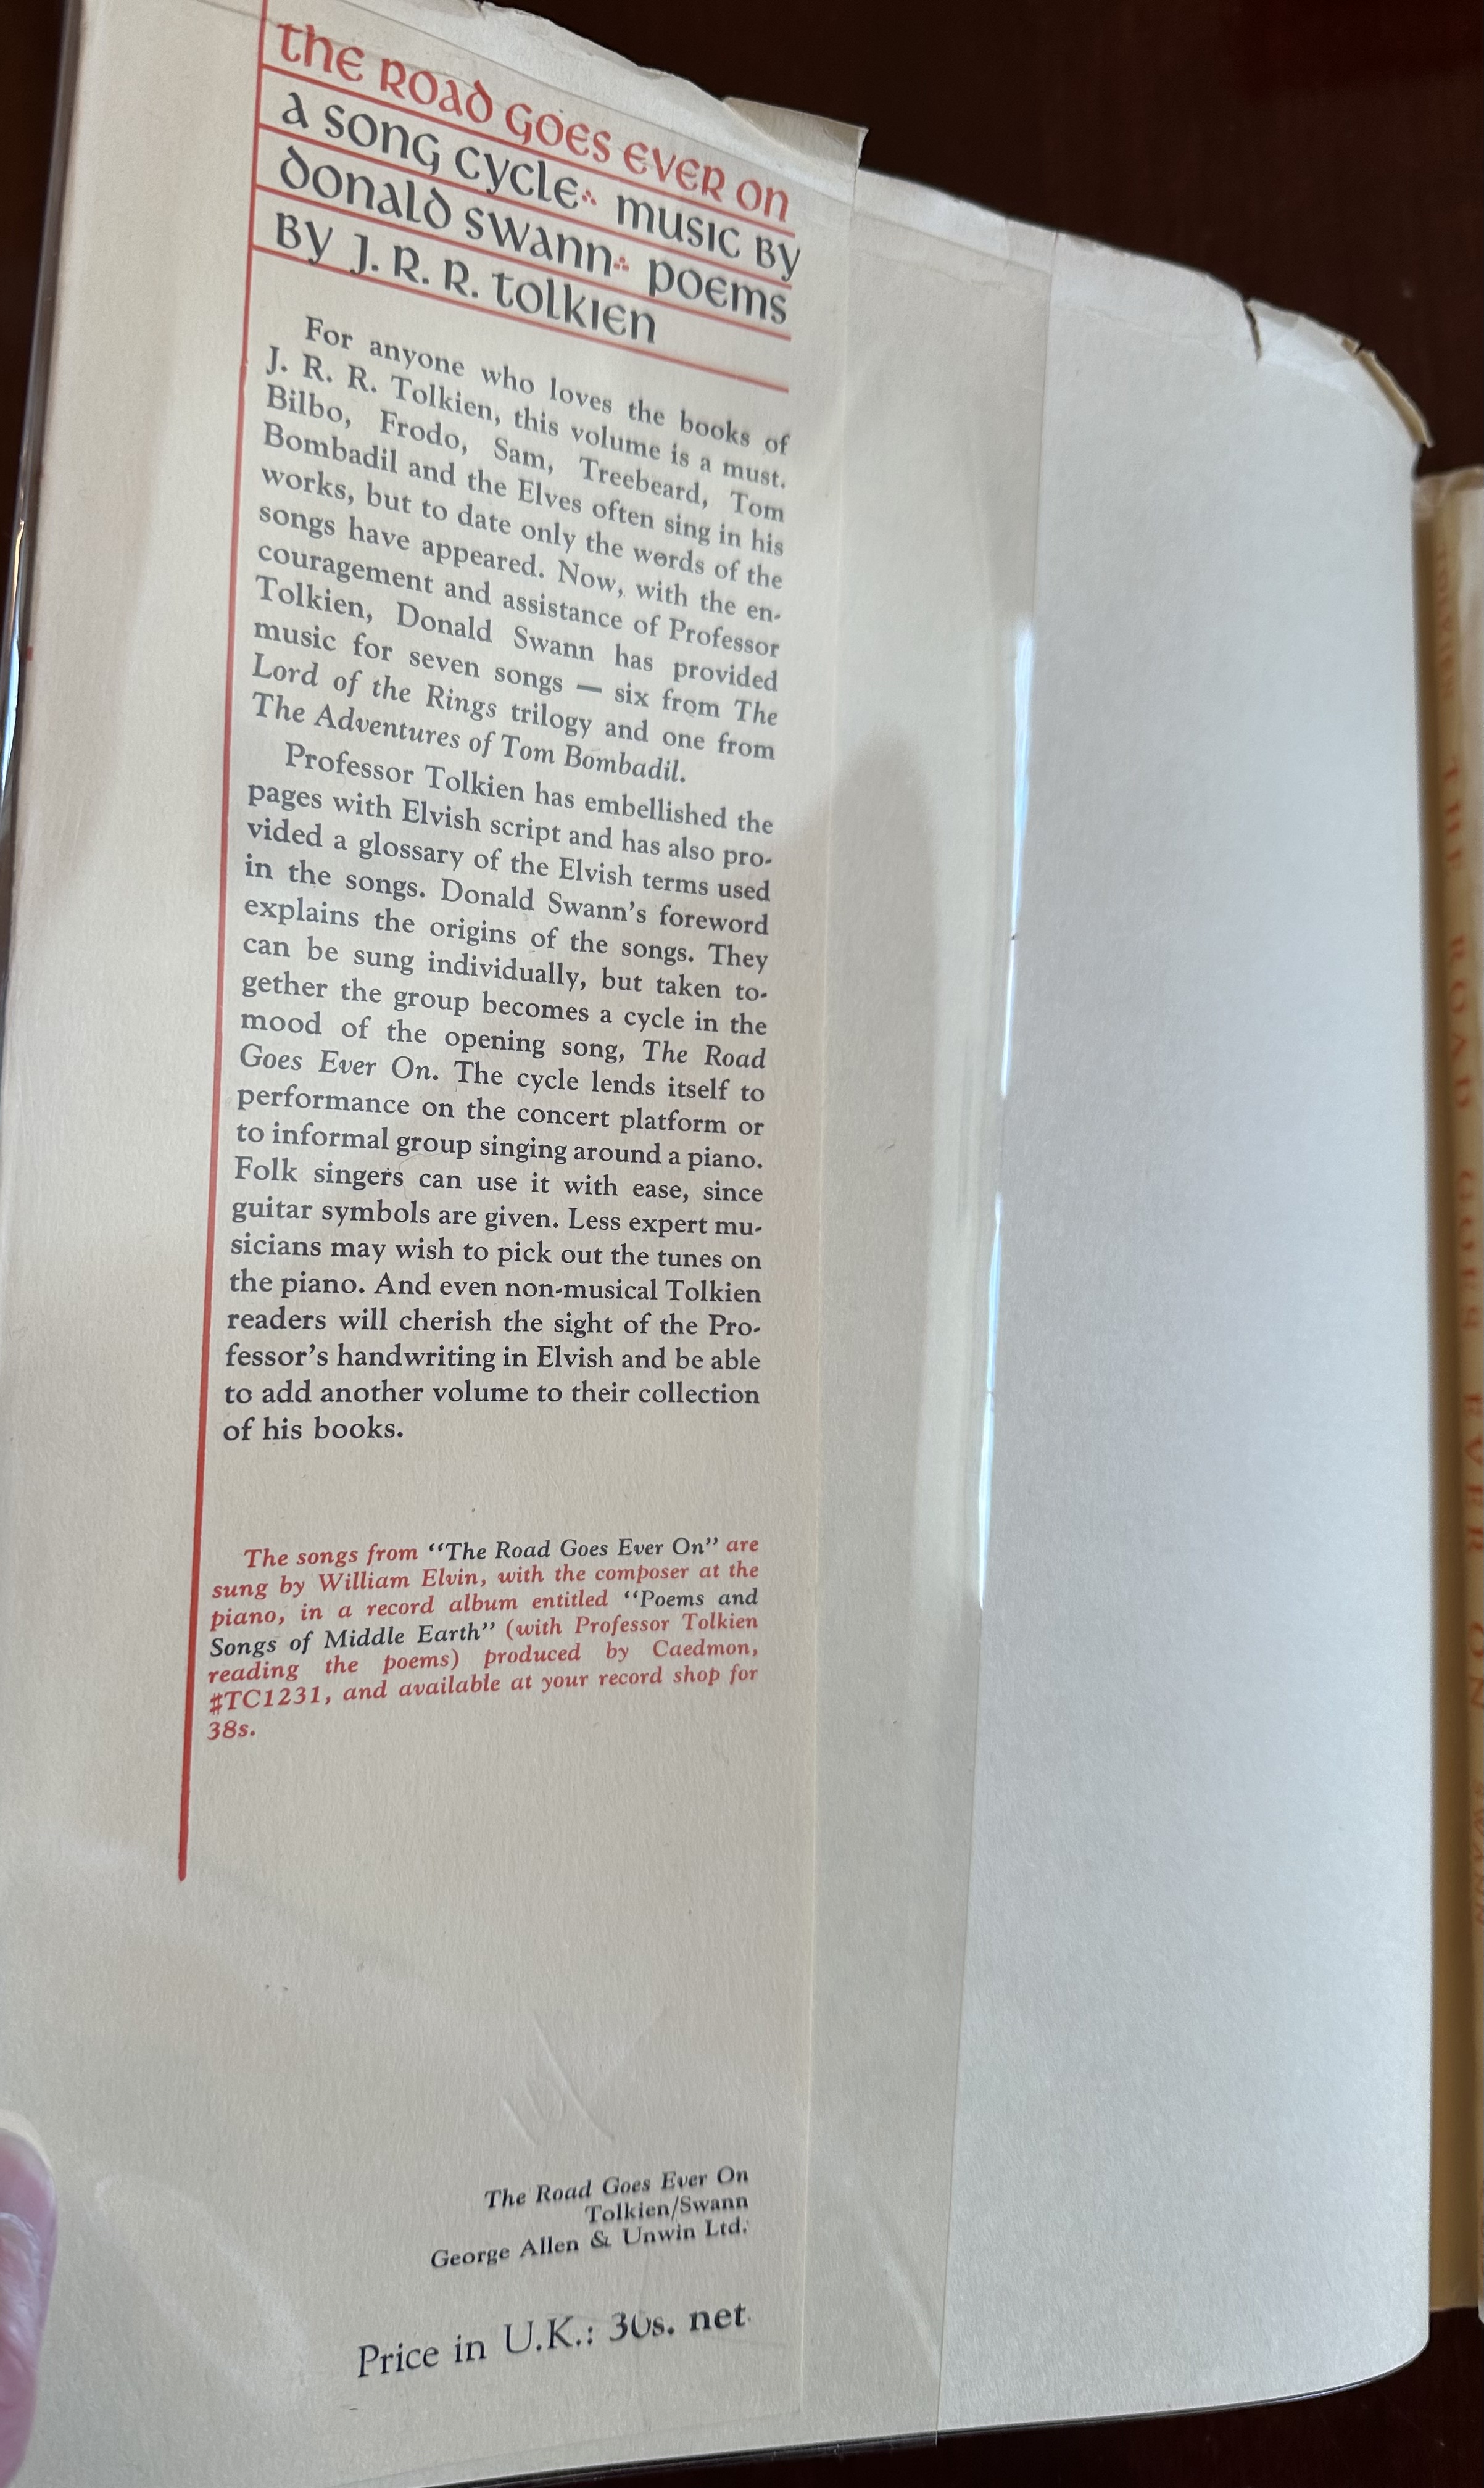 the road goes ever on
a song cycle∴ music by
donald swann∴ poems
by J. R. R. tolkien
For anyone who loves the books of
J. R. R. Tolkien, this volume is a must.
Bilbo, Frodo, Sam, Treebeard, Tom
Bombadil and the Elves often sing in his
works, but to date only the words of the
songs have appeared. Now, with the en-
couragement and assistance of Professor
Tolkien, Donald Swann has provided
music for seven songs — six from The
Lord of the Rings trilogy and one from
The Adventures of Tom Bombadil.
Professor Tolkien has embellished the
pages with Elvish script and has also pro-
vided a glossary of the Elvish terms used
in the songs. Donald Swann's foreword
explains the origins of the songs. They
can be sung individually, but taken to-
gether the group becomes a cycle in the
mood of the opening song, The Road
Goes Ever On. The cycle lends itself to
performance on the concert platform or
to informal group singing around a piano.
Folk singers can use it with ease, since
guitar symbols are given. Less expert mu-
sicians may wish to pick out the tunes on
the piano. And even non-musical Tolkien
readers will cherish the sight of the Pro-
fessor's handwriting in Elvish and be able
to add another volume to their collection
of his books.
The songs from “The Road Goes Ever On” are
sung by William Elvin, with the composer at the
piano, in a record album entitled “Poems and
Songs of Middle Earth” (with Professor Tolkien
reading the poems) produced by Caedmon,
#TC1231, and available at your record shop for
38s.
The Road Goes Ever On
Tolkien/Swann
George Allen & Unwin Ltd.
Price in U.K.: 30s. net
THE ROAD GOES EVER ON